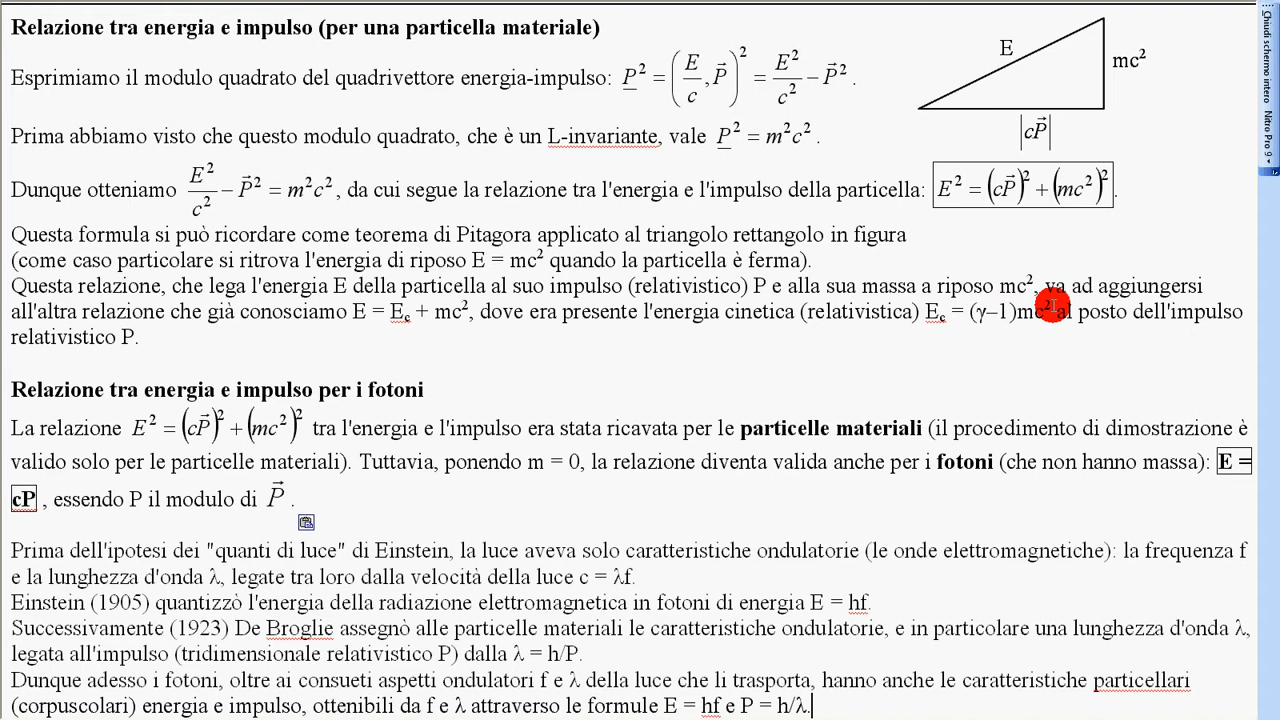 Relazione tra energia e impulso (per una particella materiale)
E
mc²
|cP⃗|
Esprimiamo il modulo quadrato del quadrivettore energia-impulso: P² = (E/c, P⃗)² = E²/c² − P⃗² .
Prima abbiamo visto che questo modulo quadrato, che è un L-invariante, vale P² = m²c² .
Dunque otteniamo E²/c² − P⃗² = m²c² , da cui segue la relazione tra l'energia e l'impulso della particella: E² = (cP⃗)² + (mc²)² .
Questa formula si può ricordare come teorema di Pitagora applicato al triangolo rettangolo in figura
(come caso particolare si ritrova l'energia di riposo E = mc² quando la particella è ferma).
Questa relazione, che lega l'energia E della particella al suo impulso (relativistico) P e alla sua massa a riposo mc², va ad aggiungersi
all'altra relazione che già conosciamo E = Ec + mc², dove era presente l'energia cinetica (relativistica) Ec = (γ–1)mc² al posto dell'impulso
relativistico P.
Relazione tra energia e impulso per i fotoni
La relazione E² = (cP⃗)² + (mc²)² tra l'energia e l'impulso era stata ricavata per le particelle materiali (il procedimento di dimostrazione è
valido solo per le particelle materiali). Tuttavia, ponendo m = 0, la relazione diventa valida anche per i fotoni (che non hanno massa): E =
cP , essendo P il modulo di P⃗ .
Prima dell'ipotesi dei "quanti di luce" di Einstein, la luce aveva solo caratteristiche ondulatorie (le onde elettromagnetiche): la frequenza f
e la lunghezza d'onda λ, legate tra loro dalla velocità della luce c = λf.
Einstein (1905) quantizzò l'energia della radiazione elettromagnetica in fotoni di energia E = hf.
Successivamente (1923) De Broglie assegnò alle particelle materiali le caratteristiche ondulatorie, e in particolare una lunghezza d'onda λ,
legata all'impulso (tridimensionale relativistico P) dalla λ = h/P.
Dunque adesso i fotoni, oltre ai consueti aspetti ondulatori f e λ della luce che li trasporta, hanno anche le caratteristiche particellari
(corpuscolari) energia e impulso, ottenibili da f e λ attraverso le formule E = hf e P = h/λ.
Chiudi schermo intero
Nitro Pro 9